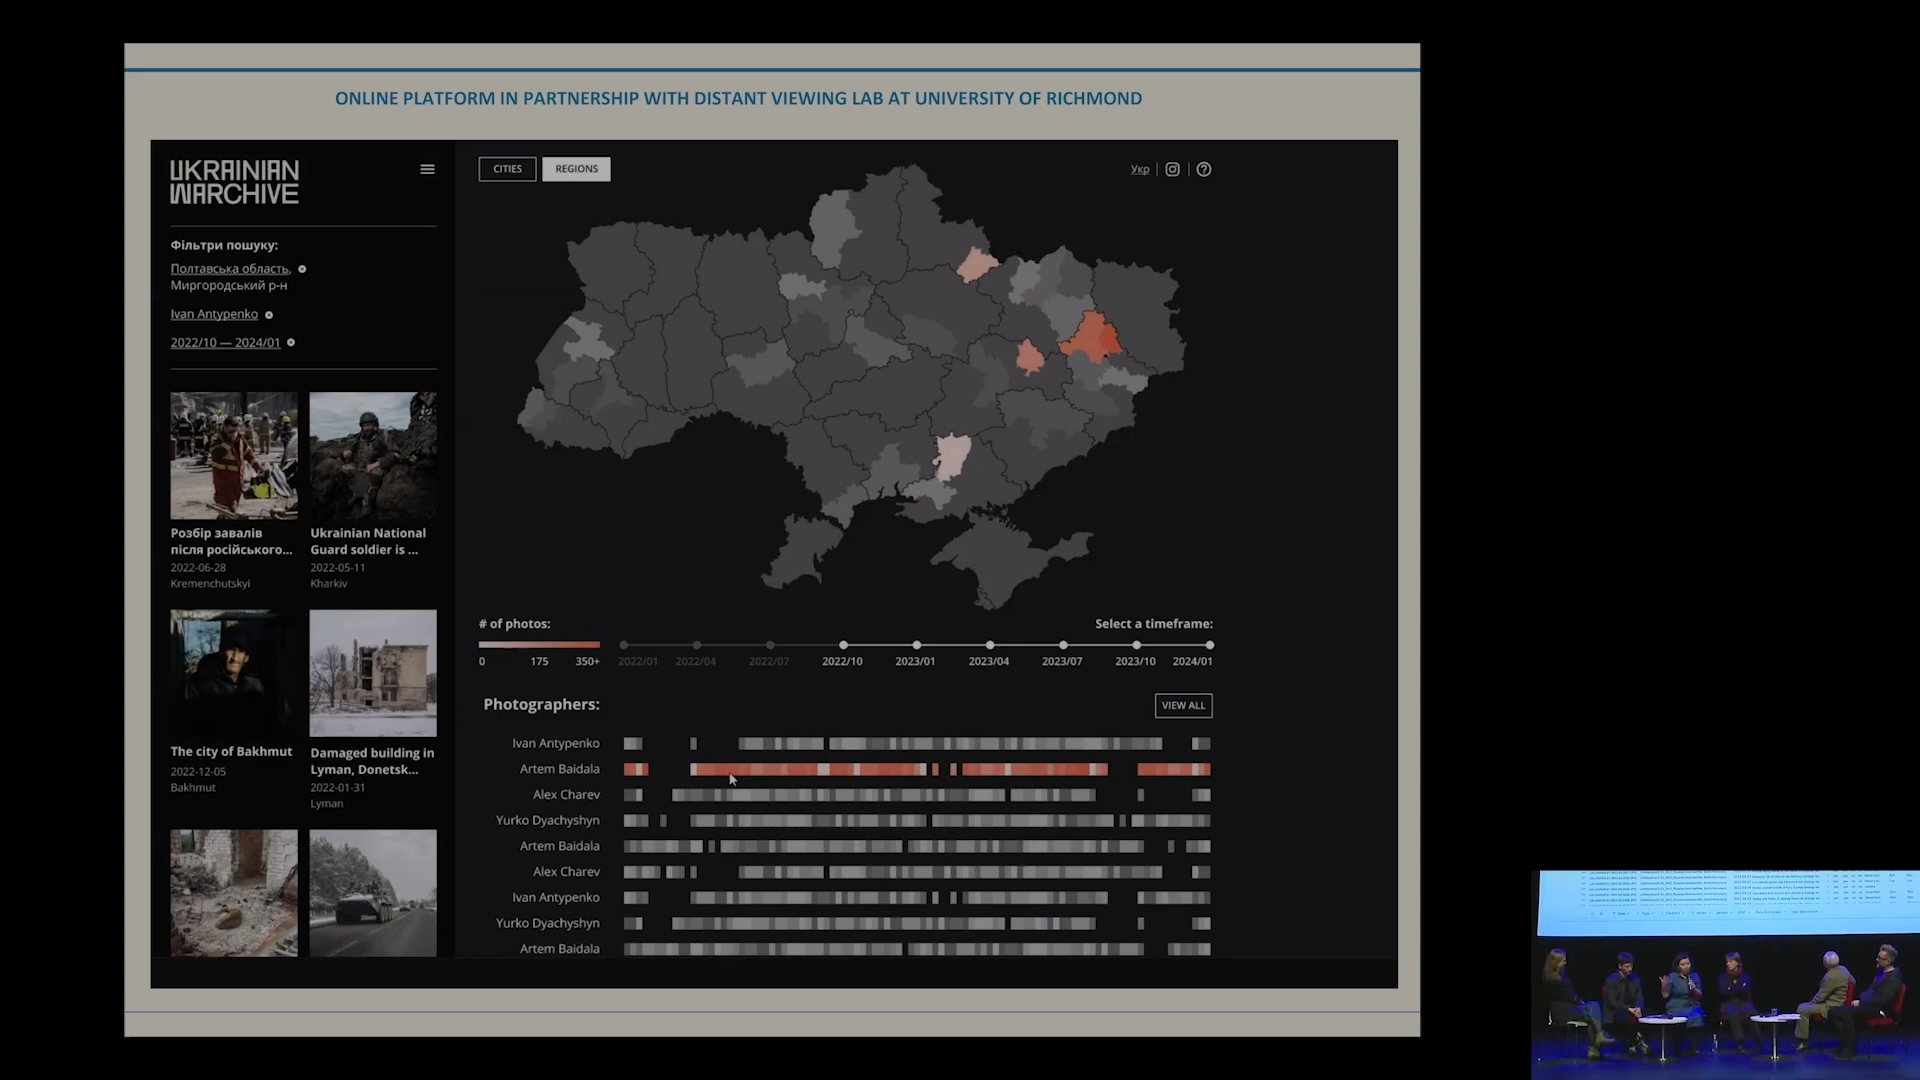 ONLINE PLATFORM IN PARTNERSHIP WITH DISTANT VIEWING LAB AT UNIVERSITY OF RICHMOND
UKRAINIAN
WARCHIVE
Фільтри пошуку:
Полтавська область,
Миргородський р-н
Ivan Antypenko
2022/10 — 2024/01
Розбір завалів
після російського...
2022-06-28
Kremenchutskyi
Ukrainian National
Guard soldier is ...
2022-05-11
Kharkiv
The city of Bakhmut
2022-12-05
Bakhmut
Damaged building in
Lyman, Donetsk...
2022-01-31
Lyman
CITIES
REGIONS
Укр
# of photos:
0 175 350+
Select a timeframe:
2022/01 2022/04 2022/07 2022/10 2023/01 2023/04 2023/07 2023/10 2024/01
Photographers:
VIEW ALL
Ivan Antypenko
Artem Baidala
Alex Charev
Yurko Dyachyshyn
Artem Baidala
Alex Charev
Ivan Antypenko
Yurko Dyachyshyn
Artem Baidala